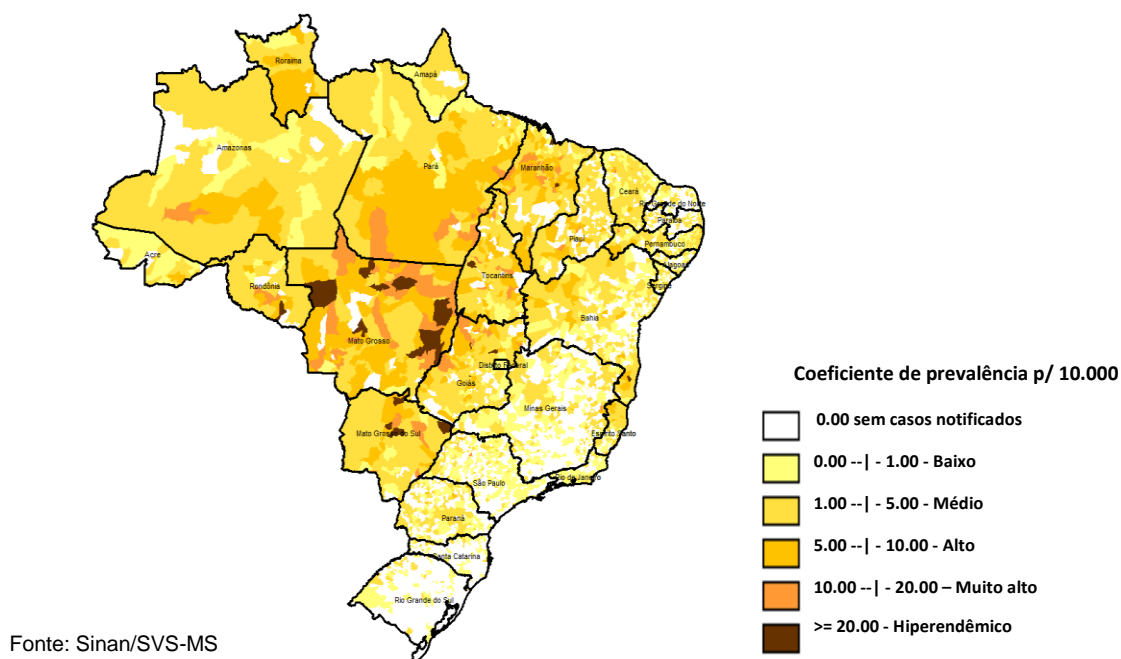 Roraima
Amapá
Amazonas
Pará
Maranhão
Ceará
Rio Grande do Norte
Paraíba
Piauí
Pernambuco
Alagoas
Acre
Sergipe
Rondônia
Tocantins
Bahia
Mato Grosso
Distrito Federal
Goiás
Minas Gerais
Mato Grosso do Sul
Espírito Santo
São Paulo
Rio de Janeiro
Paraná
Santa Catarina
Rio Grande do Sul
Coeficiente de prevalência p/ 10.000
0.00 sem casos notificados
0.00 --| - 1.00 - Baixo
1.00 --| - 5.00 - Médio
5.00 --| - 10.00 - Alto
10.00 --| - 20.00 – Muito alto
>= 20.00 - Hiperendêmico
Fonte: Sinan/SVS-MS